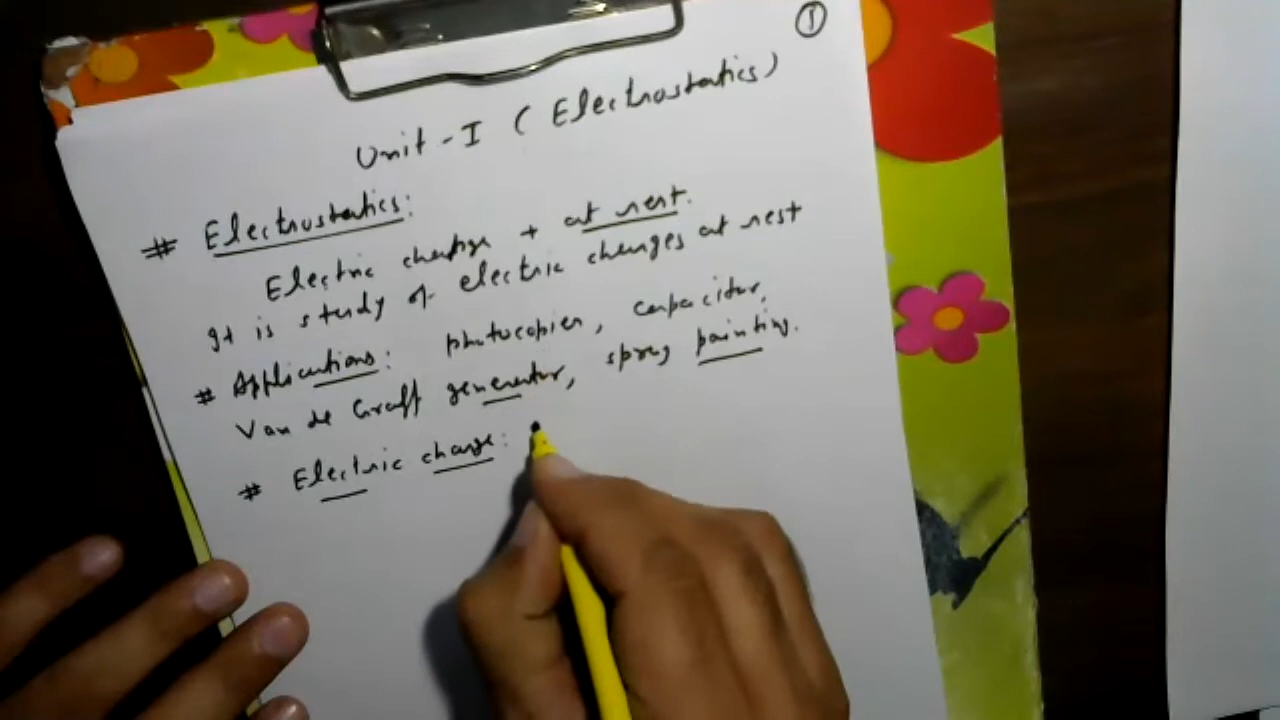 ①
Unit - I ( Electrostatics )
# Electrostatics:
Electric charge + at rest.
It is study of electric charges at rest
# Applications: photocopier, capacitor,
Van de Graff generator, spray painting.
# Electric charge: